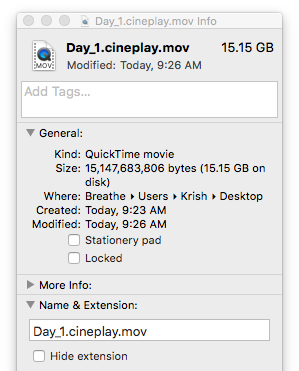 Day_1.cineplay.mov Info
MOV
Day_1.cineplay.mov 15.15 GB
Modified: Today, 9:26 AM
Add Tags...
General:
Kind: QuickTime movie
Size: 15,147,683,806 bytes (15.15 GB on
disk)
Where: Breathe ▸ Users ▸ Krish ▸ Desktop
Created: Today, 9:23 AM
Modified: Today, 9:26 AM
Stationery pad
Locked
More Info:
Name & Extension:
Day_1.cineplay.mov
Hide extension